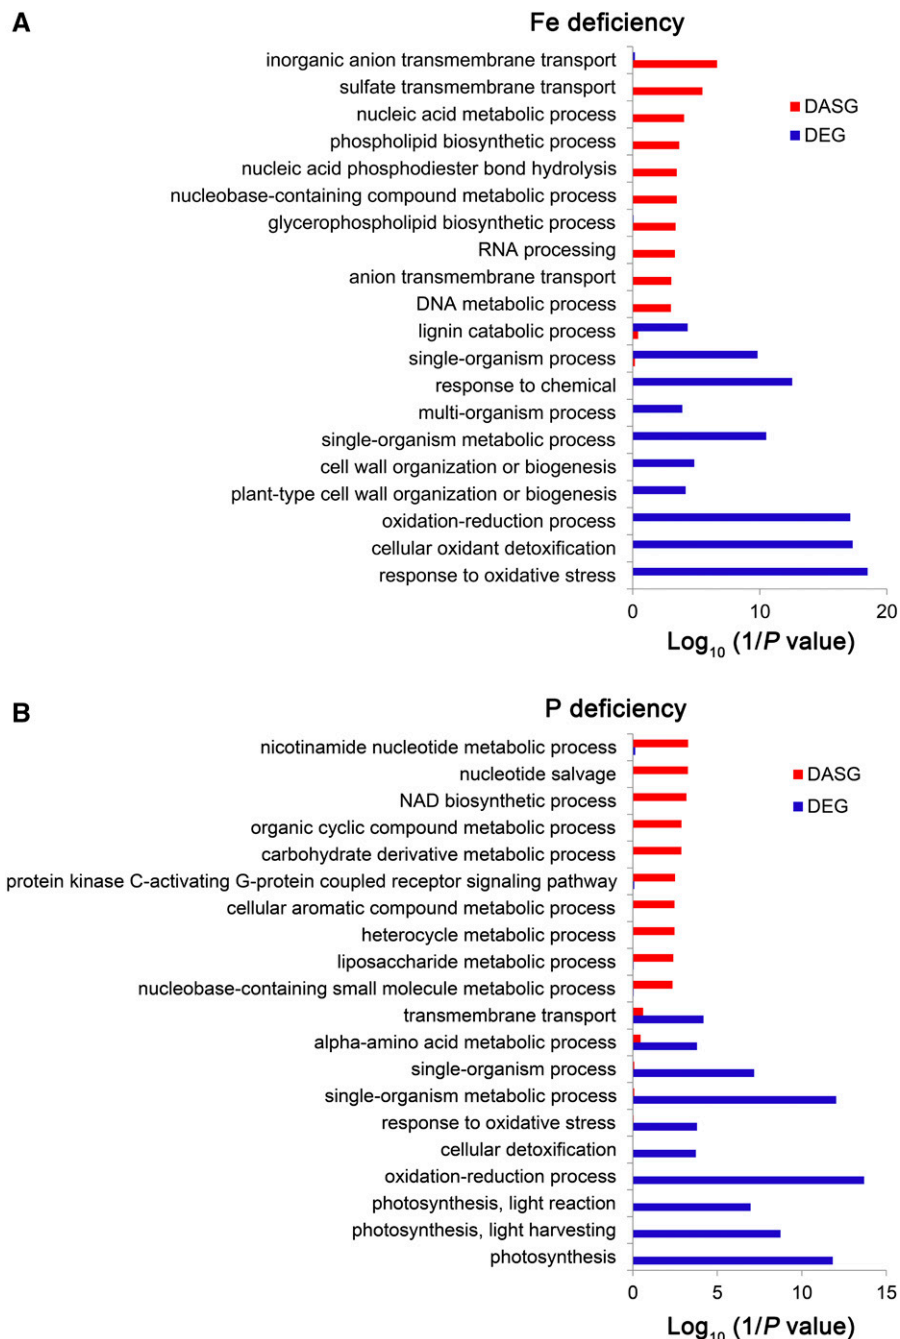 A
Fe deficiency
inorganic anion transmembrane transport
sulfate transmembrane transport
nucleic acid metabolic process
phospholipid biosynthetic process
nucleic acid phosphodiester bond hydrolysis
nucleobase-containing compound metabolic process
glycerophospholipid biosynthetic process
RNA processing
anion transmembrane transport
DNA metabolic process
lignin catabolic process
single-organism process
response to chemical
multi-organism process
single-organism metabolic process
cell wall organization or biogenesis
plant-type cell wall organization or biogenesis
oxidation-reduction process
cellular oxidant detoxification
response to oxidative stress
DASG
DEG
0 10 20
Log₁₀ (1/P value)
B
P deficiency
nicotinamide nucleotide metabolic process
nucleotide salvage
NAD biosynthetic process
organic cyclic compound metabolic process
carbohydrate derivative metabolic process
protein kinase C-activating G-protein coupled receptor signaling pathway
cellular aromatic compound metabolic process
heterocycle metabolic process
liposaccharide metabolic process
nucleobase-containing small molecule metabolic process
transmembrane transport
alpha-amino acid metabolic process
single-organism process
single-organism metabolic process
response to oxidative stress
cellular detoxification
oxidation-reduction process
photosynthesis, light reaction
photosynthesis, light harvesting
photosynthesis
DASG
DEG
0 5 10 15
Log₁₀ (1/P value)